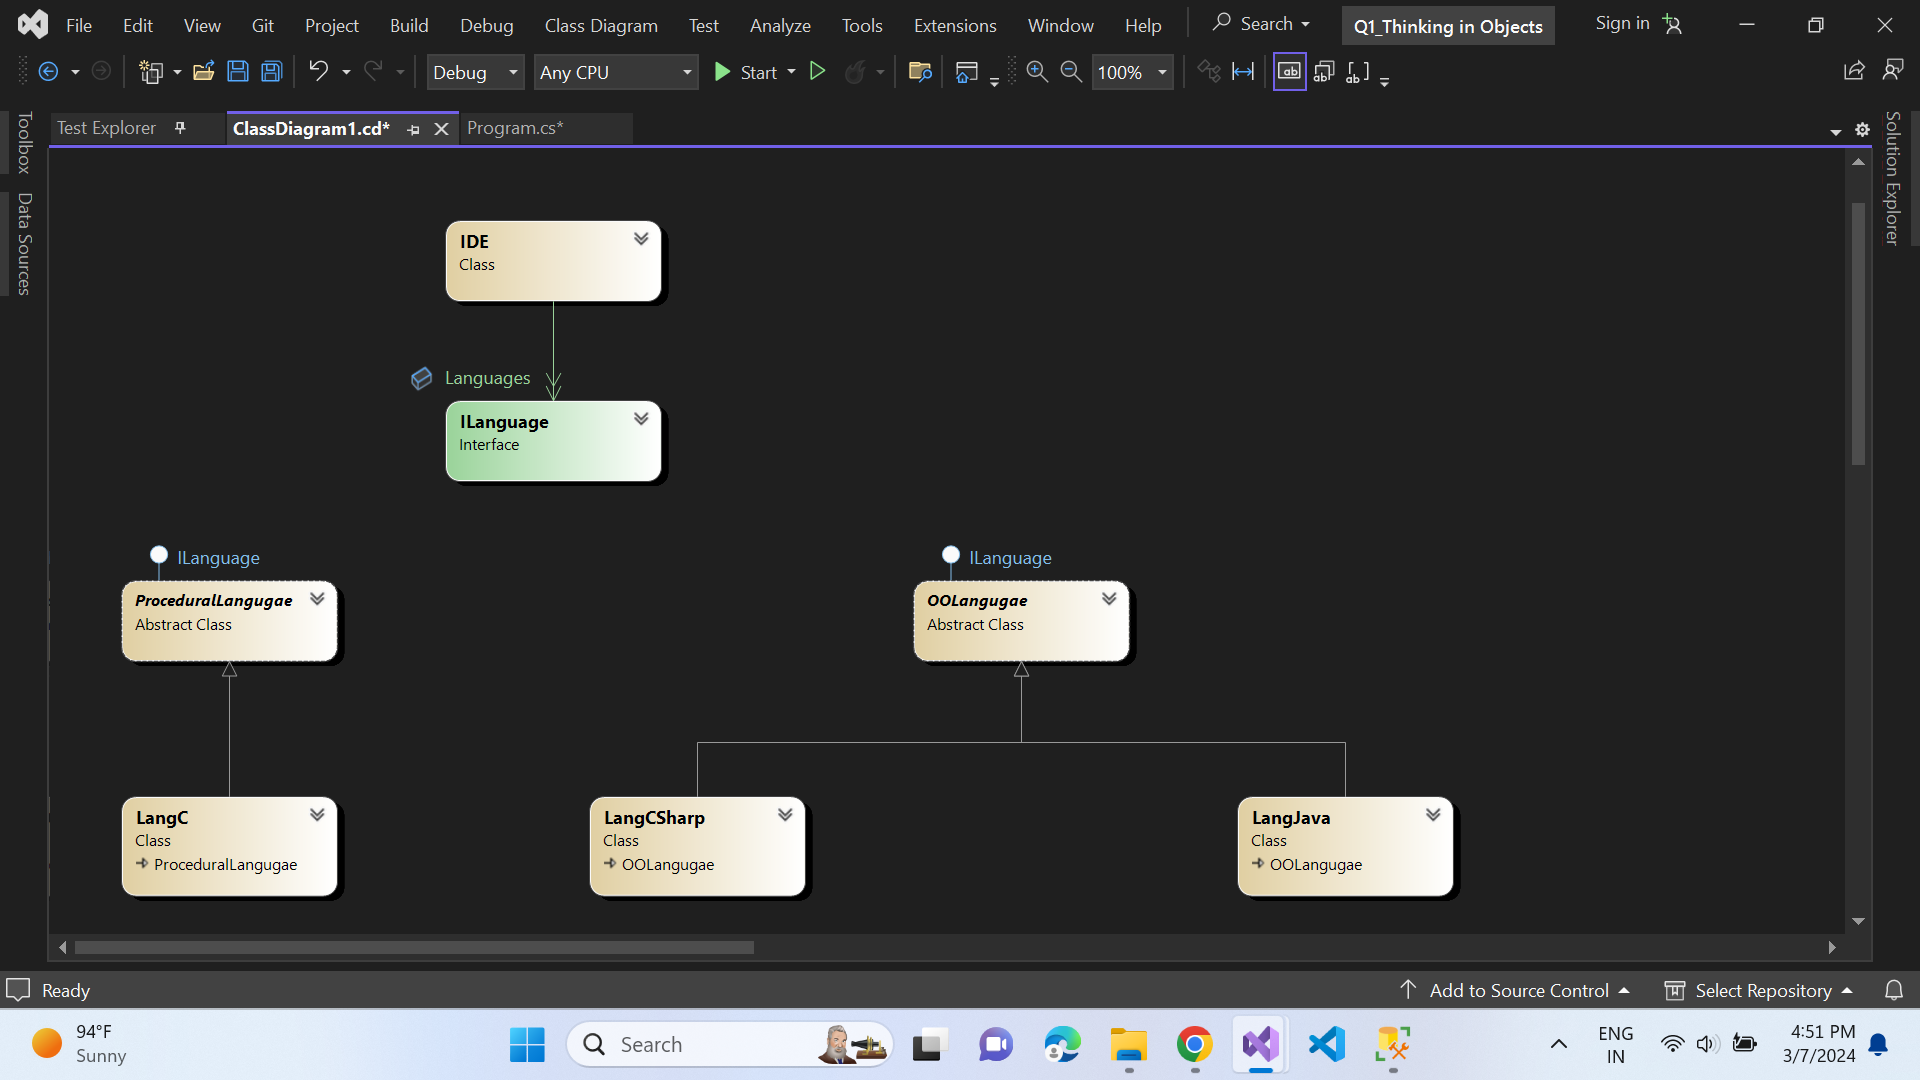 File Edit View Git Project Build Debug Class Diagram Test Analyze Tools Extensions Window Help Search Q1_Thinking in Objects Sign in
Debug Any CPU Start 100%
Toolbox
Data Sources
Test Explorer ClassDiagram1.cd* Program.cs*
Solution Explorer
IDE
Class
Languages
ILanguage
Interface
ILanguage
ProceduralLangugae
Abstract Class
ILanguage
OOLangugae
Abstract Class
LangC
Class
ProceduralLangugae
LangCSharp
Class
OOLangugae
LangJava
Class
OOLangugae
Ready Add to Source Control Select Repository
94°F
Sunny
Search
ENG
IN
4:51 PM
3/7/2024